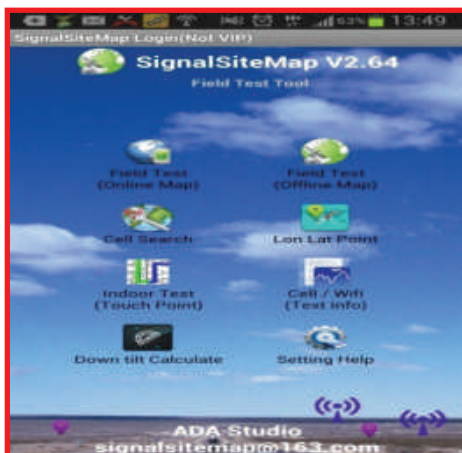 63% 13:49
SignalSiteMap Login(Not VIP)
SignalSiteMap V2.64
Field Test Tool
Field Test
(Online Map)
Field Test
(Offline Map)
Cell Search
Lon Lat Point
Indoor Test
(Touch Point)
Cell / Wifi
(Text Info)
Down tilt Calculate
Setting Help
ADA Studio
signalsitemap@163.com